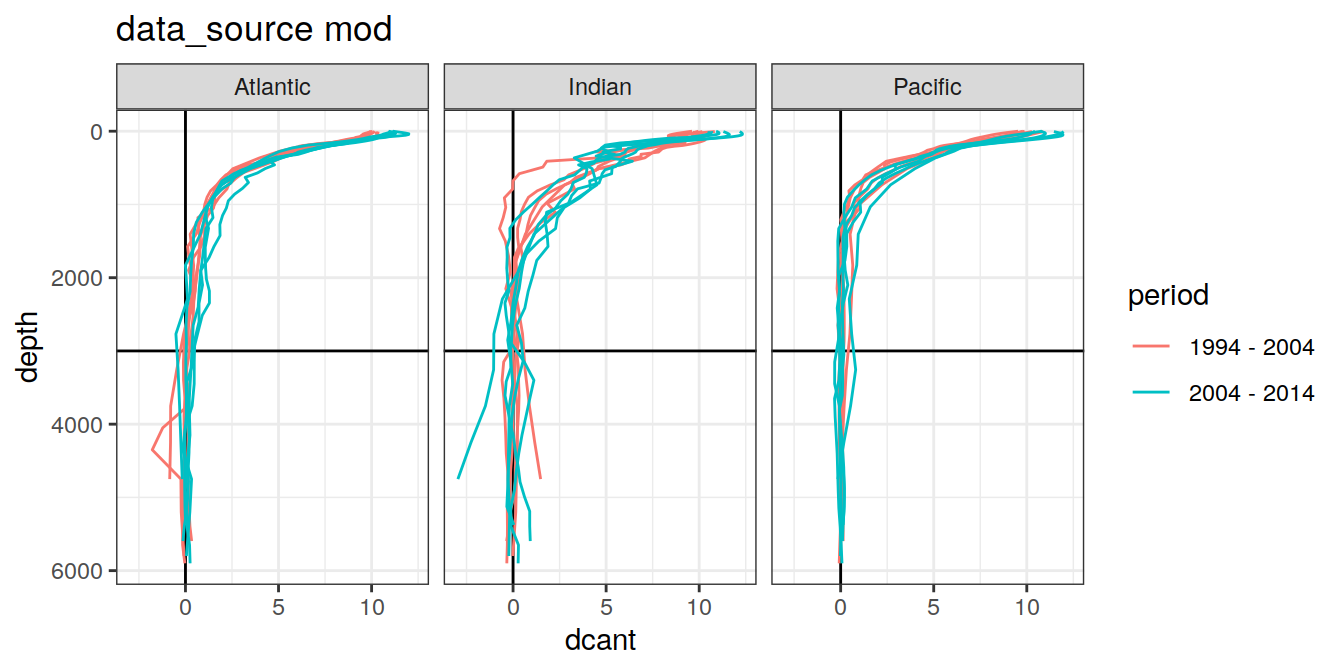 data_source mod
Atlantic Indian Pacific
0
2000
4000
6000
depth
0 5 10 0 5 10 0 5 10
dcant
period
1994 - 2004
2004 - 2014